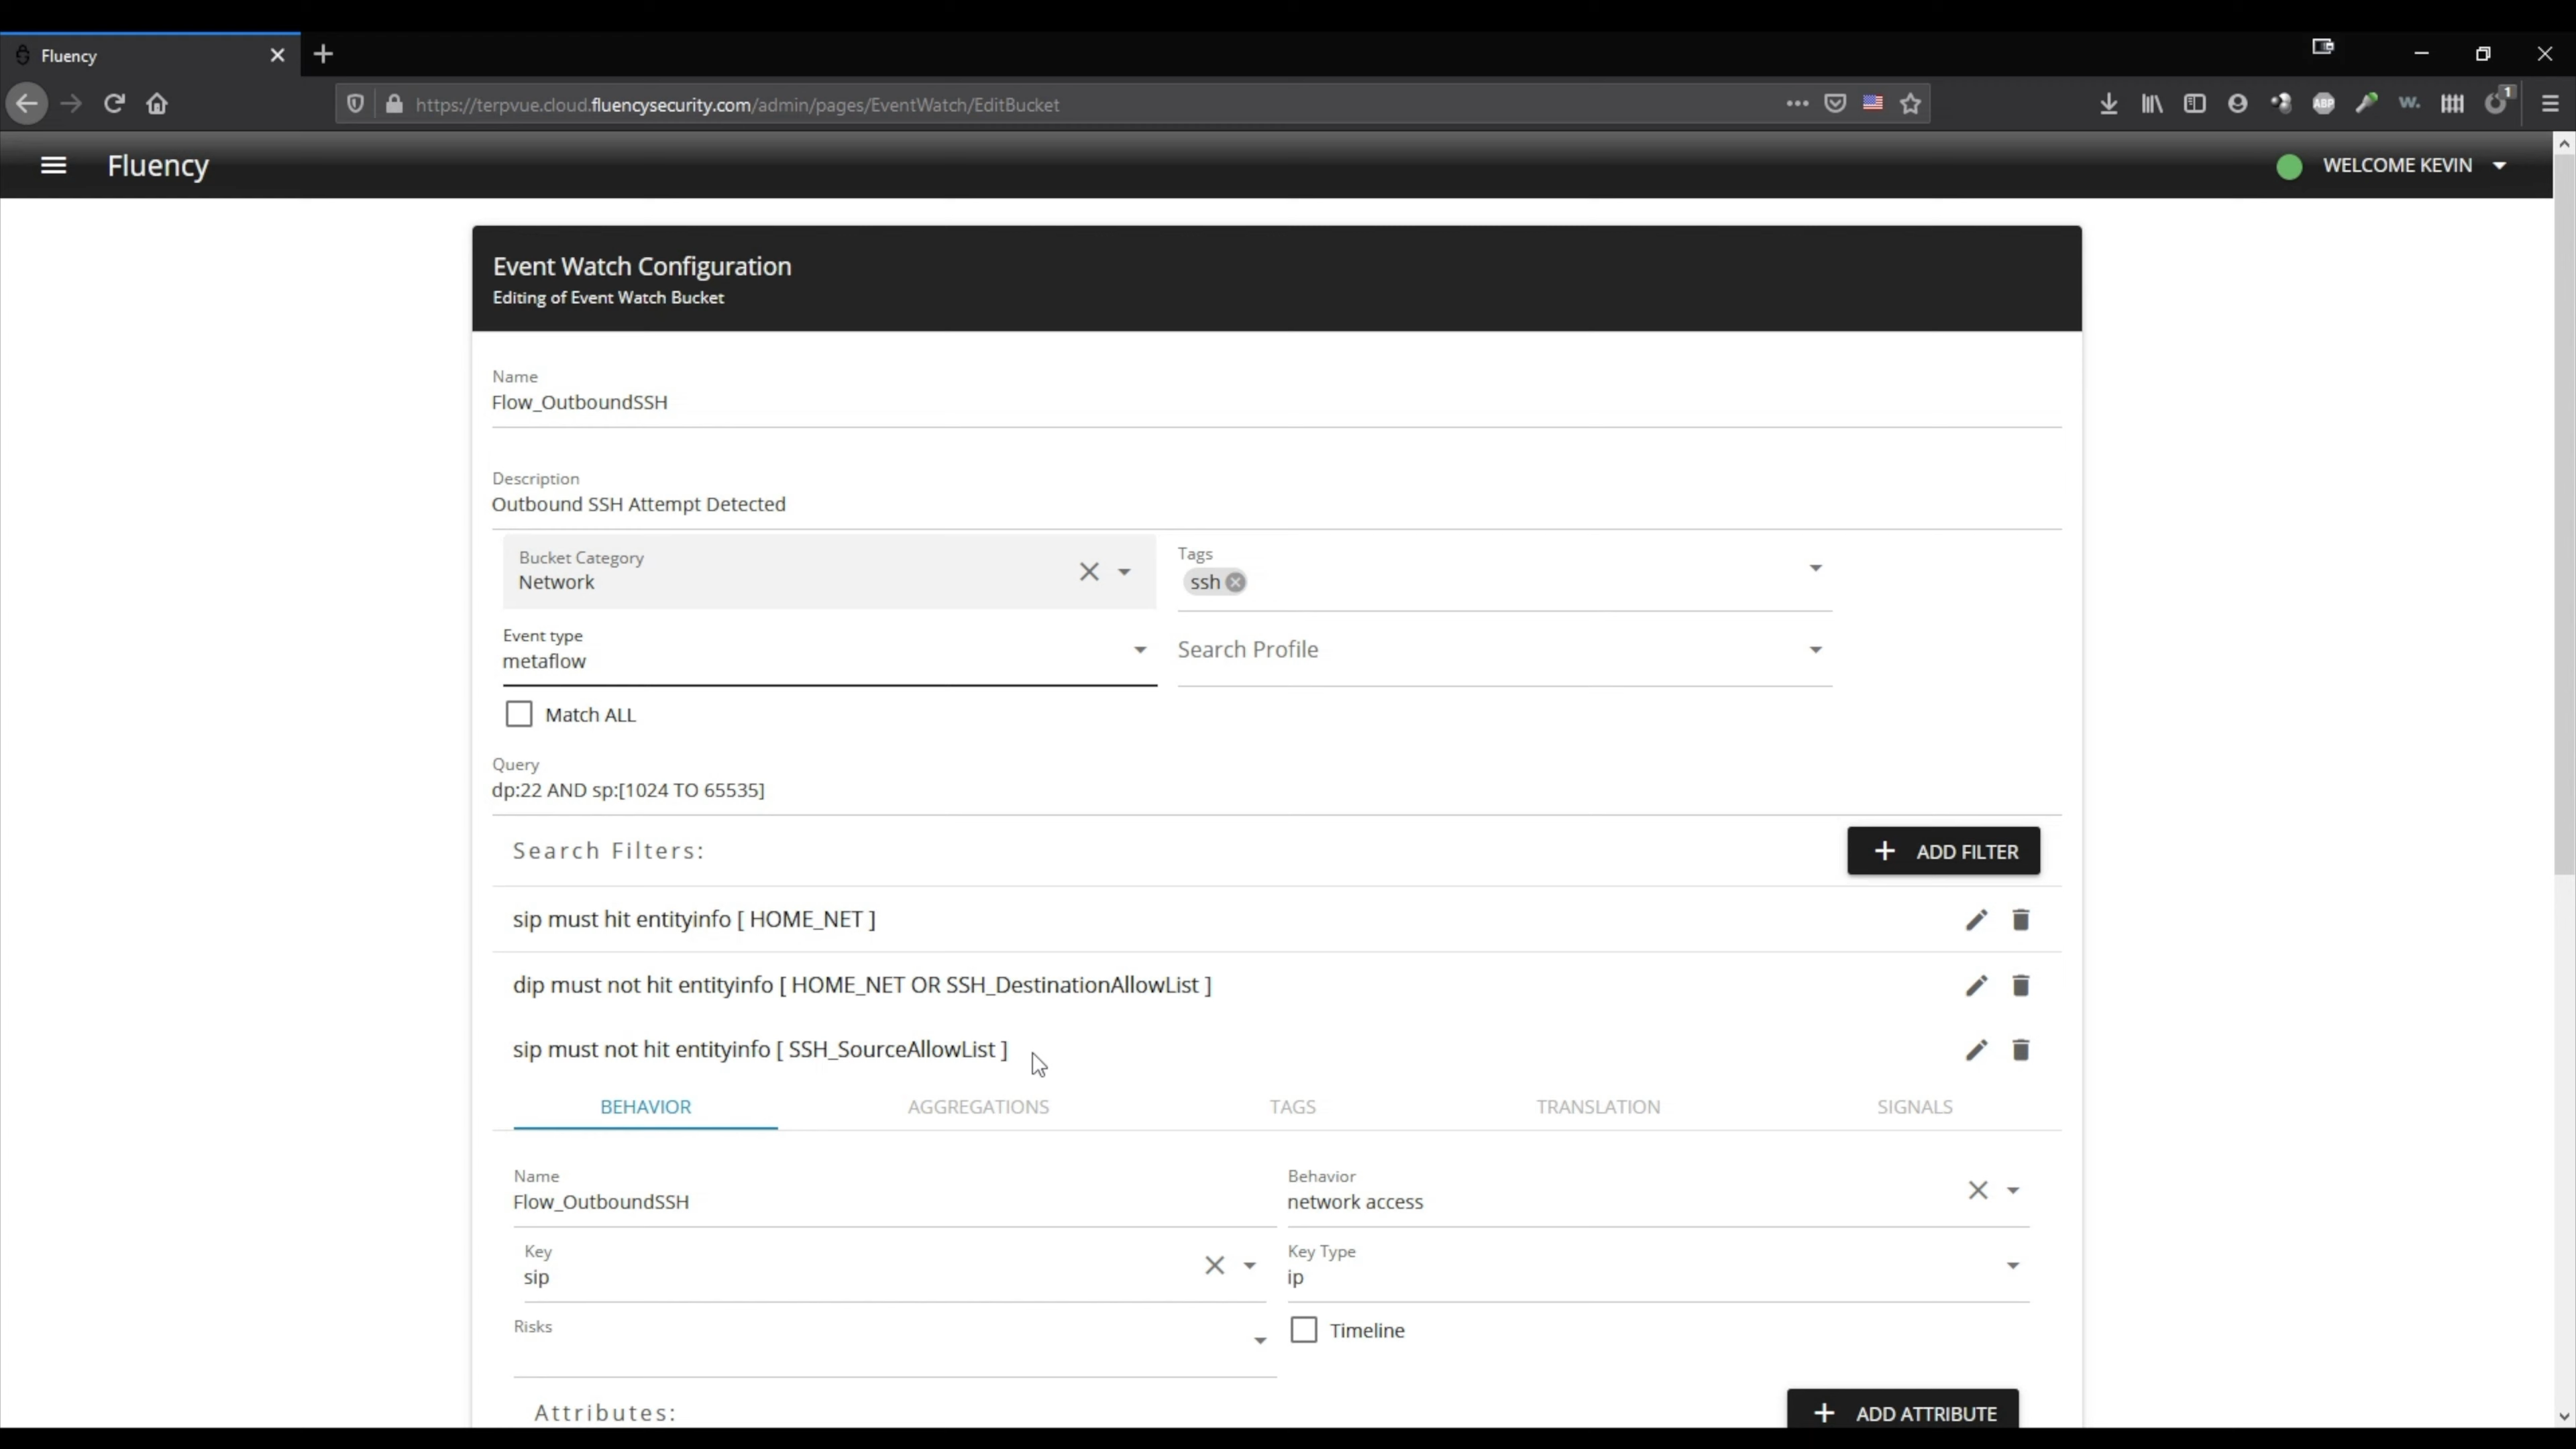 Fluency
https://terpvue.cloud.fluencysecurity.com/admin/pages/EventWatch/EditBucket
ABP
w.
1
Fluency
WELCOME KEVIN
Event Watch Configuration
Editing of Event Watch Bucket
Name
Flow_OutboundSSH
Description
Outbound SSH Attempt Detected
Bucket Category
Network
Tags
ssh
Event type
metaflow
Search Profile
Match ALL
Query
dp:22 AND sp:[1024 TO 65535]
Search Filters:
ADD FILTER
sip must hit entityinfo [ HOME_NET ]
dip must not hit entityinfo [ HOME_NET OR SSH_DestinationAllowList ]
sip must not hit entityinfo [ SSH_SourceAllowList ]
BEHAVIOR AGGREGATIONS TAGS TRANSLATION SIGNALS
Name
Flow_OutboundSSH
Behavior
network access
Key
sip
Key Type
ip
Risks
Timeline
Attributes:
ADD ATTRIBUTE